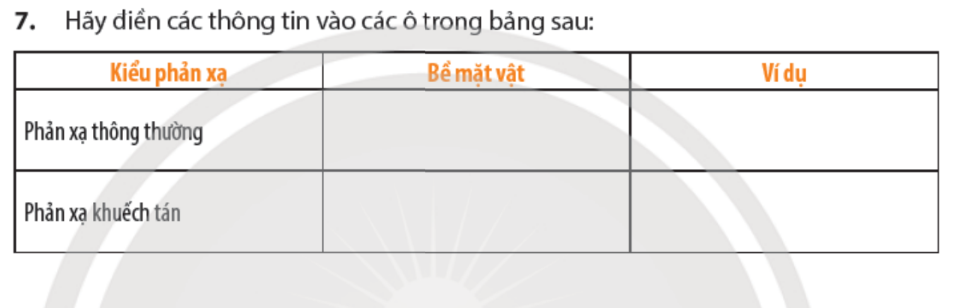 7. Hãy điền các thông tin vào các ô trong bảng sau:
Kiểu phản xạ Bề mặt vật Ví dụ
Phản xạ thông thường
Phản xạ khuếch tán